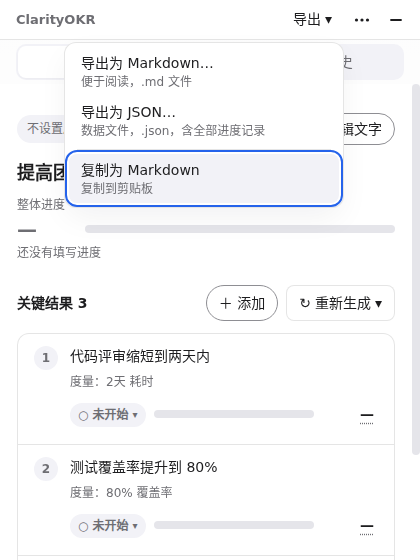 ClarityOKR
导出 ▾
导出为 Markdown…
便于阅读，.md 文件
导出为 JSON…
数据文件，.json，含全部进度记录
复制为 Markdown
复制到剪贴板
史
不设置
辑文字
提高团
整体进度
—
还没有填写进度
关键结果 3
＋ 添加
↻ 重新生成 ▾
1
代码评审缩短到两天内
度量：2天 耗时
○ 未开始 ▾
—
2
测试覆盖率提升到 80%
度量：80% 覆盖率
○ 未开始 ▾
—